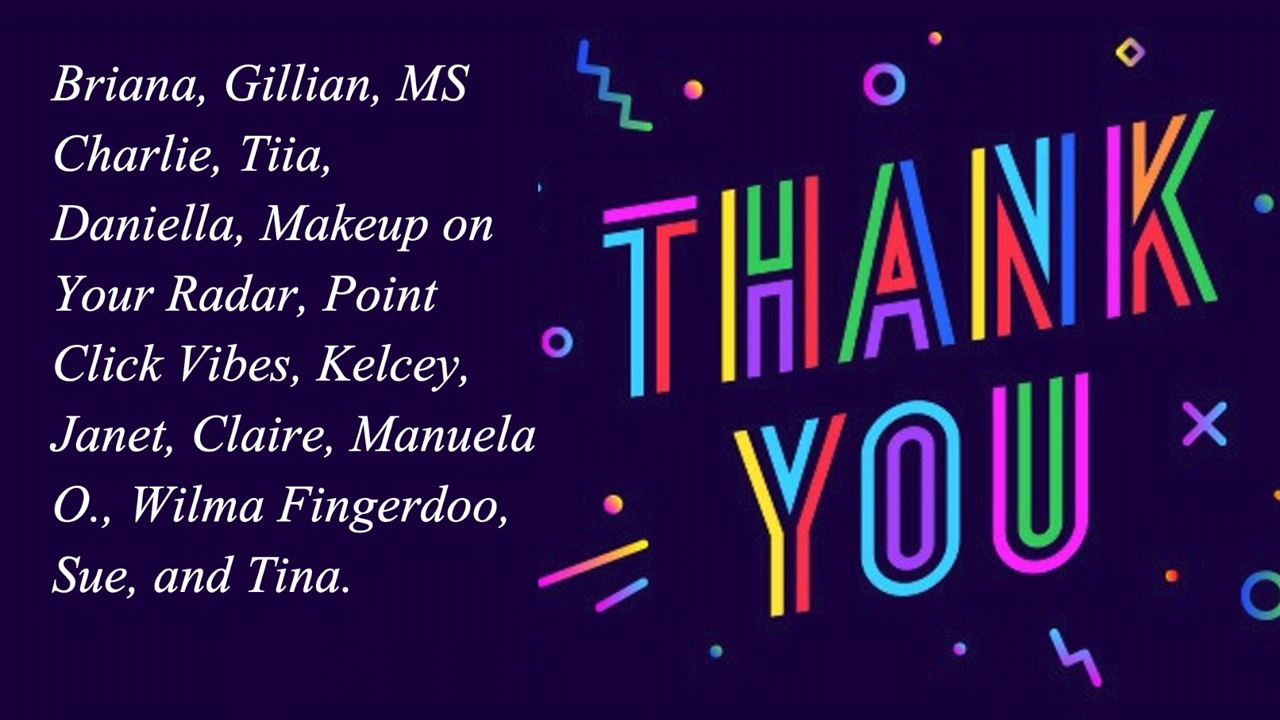 Briana, Gillian, MS
Charlie, Tiia,
Daniella, Makeup on
Your Radar, Point
Click Vibes, Kelcey,
Janet, Claire, Manuela
O., Wilma Fingerdoo,
Sue, and Tina.
THANK
YOU